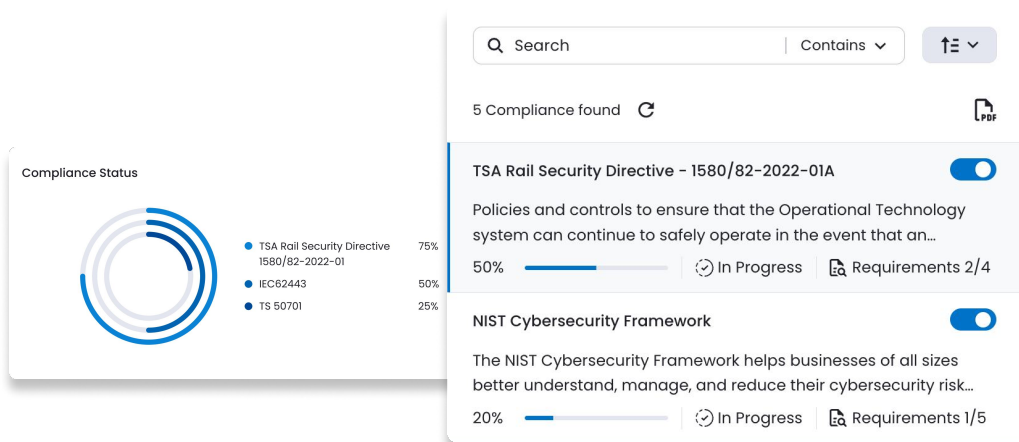 Compliance Status
TSA Rail Security Directive 75%
1580/82-2022-01
IEC62443 50%
TS 50701 25%
Search Contains
5 Compliance found
PDF
TSA Rail Security Directive - 1580/82-2022-01A
Policies and controls to ensure that the Operational Technology
system can continue to safely operate in the event that an...
50% In Progress Requirements 2/4
NIST Cybersecurity Framework
The NIST Cybersecurity Framework helps businesses of all sizes
better understand, manage, and reduce their cybersecurity risk...
20% In Progress Requirements 1/5